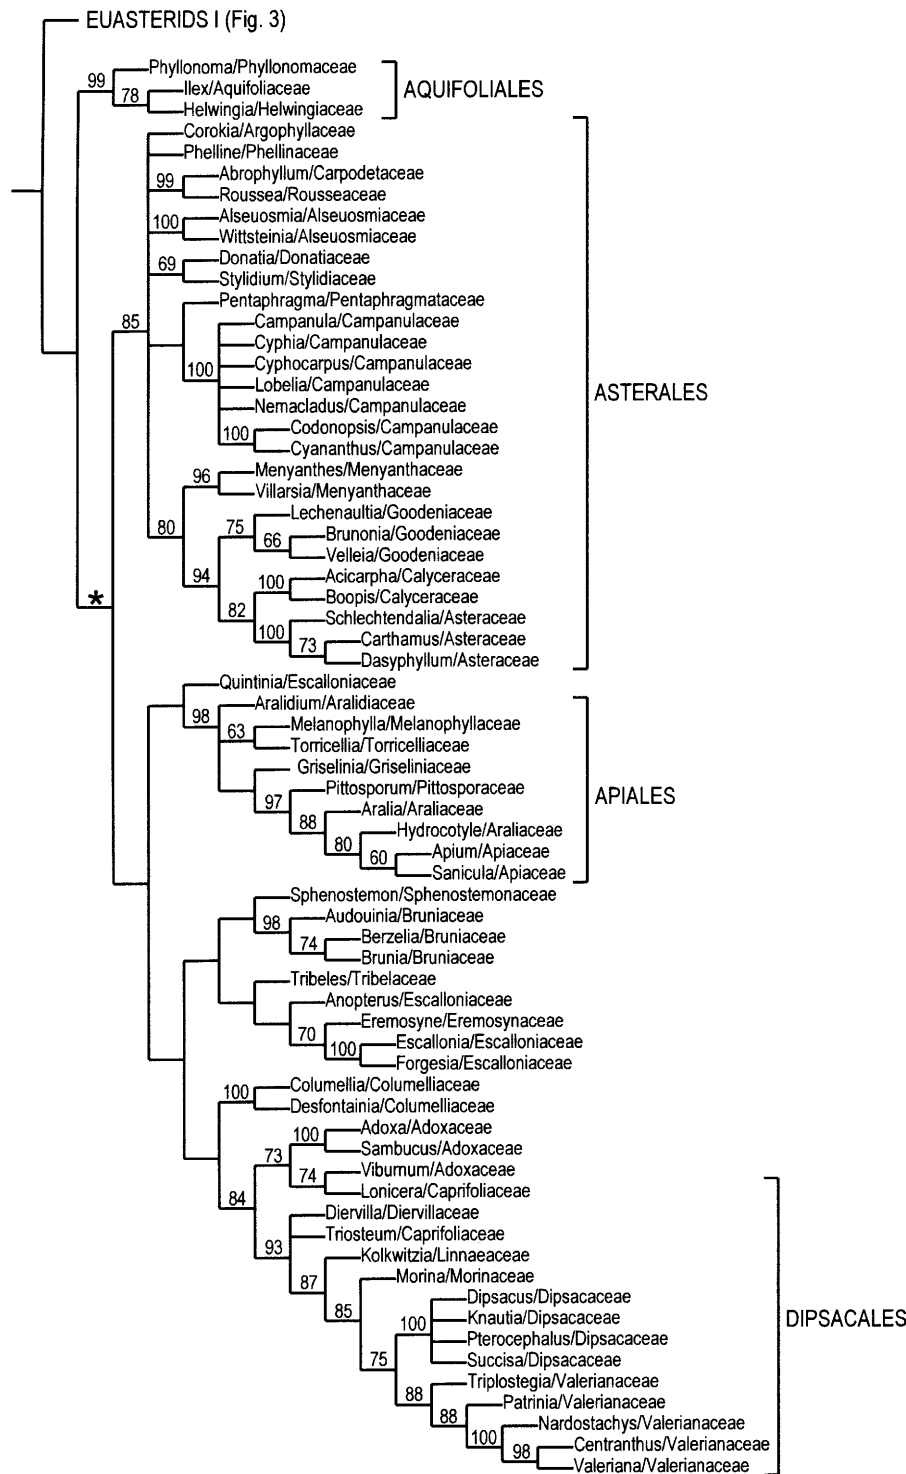 EUASTERIDS I (Fig. 3)
Phyllonoma/Phyllonomaceae
99
Ilex/Aquifoliaceae
AQUIFOLIALES
78
Helwingia/Helwingiaceae
Corokia/Argophyllaceae
Phelline/Phellinaceae
Abrophyllum/Carpodetaceae
99
Roussea/Rousseaceae
Alseuosmia/Alseuosmiaceae
100
Wittsteinia/Alseuosmiaceae
Donatia/Donatiaceae
69
Stylidium/Stylidiaceae
Pentaphragma/Pentaphragmataceae
85
Campanula/Campanulaceae
Cyphia/Campanulaceae
100
Cyphocarpus/Campanulaceae
Lobelia/Campanulaceae
ASTERALES
Nemacladus/Campanulaceae
Codonopsis/Campanulaceae
100
Cyananthus/Campanulaceae
Menyanthes/Menyanthaceae
96
Villarsia/Menyanthaceae
Lechenaultia/Goodeniaceae
80
75
Brunonia/Goodeniaceae
66
Velleia/Goodeniaceae
94
Acicarpha/Calyceraceae
100
Boopis/Calyceraceae
*
82
Schlechtendalia/Asteraceae
100
Carthamus/Asteraceae
73
Dasyphyllum/Asteraceae
Quintinia/Escalloniaceae
Aralidium/Aralidiaceae
98
Melanophylla/Melanophyllaceae
63
Torricellia/Torricelliaceae
Griselinia/Griseliniaceae
Pittosporum/Pittosporaceae
APIALES
97
Aralia/Araliaceae
88
Hydrocotyle/Araliaceae
80
Apium/Apiaceae
60
Sanicula/Apiaceae
Sphenostemon/Sphenostemonaceae
Audouinia/Bruniaceae
98
Berzelia/Bruniaceae
74
Brunia/Bruniaceae
Tribeles/Tribelaceae
Anopterus/Escalloniaceae
Eremosyne/Eremosynaceae
70
Escallonia/Escalloniaceae
100
Forgesia/Escalloniaceae
Columellia/Columelliaceae
100
Desfontainia/Columelliaceae
Adoxa/Adoxaceae
100
Sambucus/Adoxaceae
73
Viburnum/Adoxaceae
74
Lonicera/Caprifoliaceae
84
Diervilla/Diervillaceae
Triosteum/Caprifoliaceae
93
Kolkwitzia/Linnaeaceae
87
Morina/Morinaceae
85
Dipsacus/Dipsacaceae
Knautia/Dipsacaceae
DIPSACALES
100
Pterocephalus/Dipsacaceae
Succisa/Dipsacaceae
75
Triplostegia/Valerianaceae
88
Patrinia/Valerianaceae
88
Nardostachys/Valerianaceae
100
Centranthus/Valerianaceae
98
Valeriana/Valerianaceae